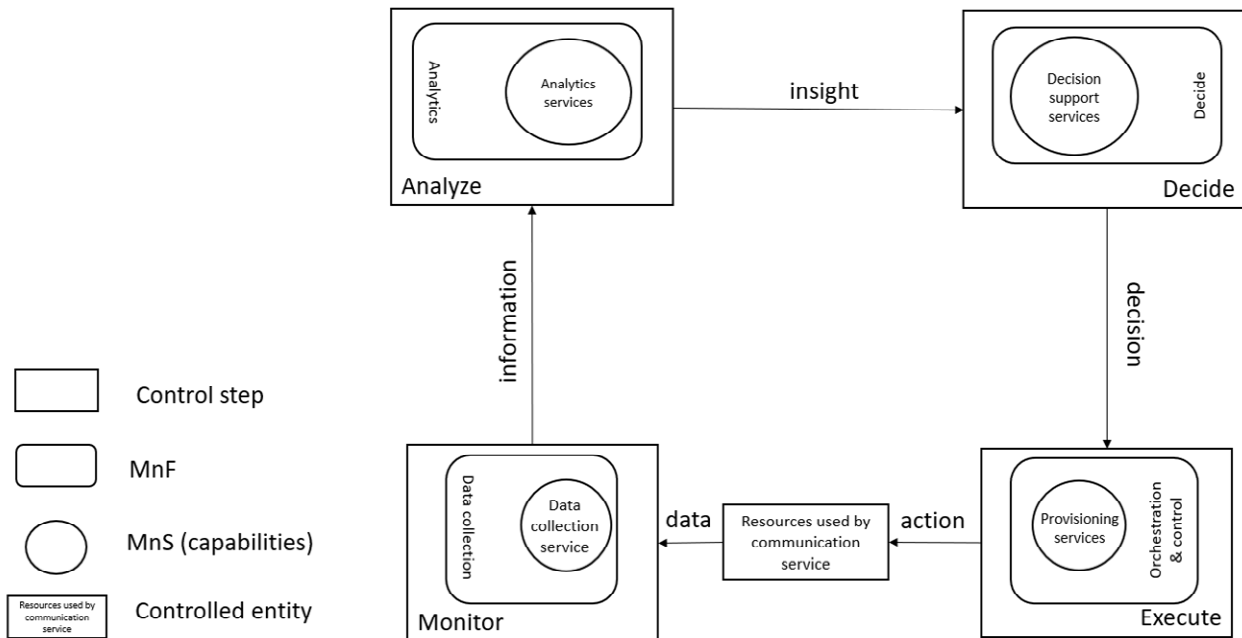 Analytics
Analytics
services
Analyze
insight
Decision
support
services
Decide
Decide
information
decision
Control step
MnF
MnS (capabilities)
Resources used by
communication
service
Controlled entity
Data collection
Data
collection
service
Monitor
data
Resources used by
communication
service
action
Provisioning
services
Orchestration
& control
Execute